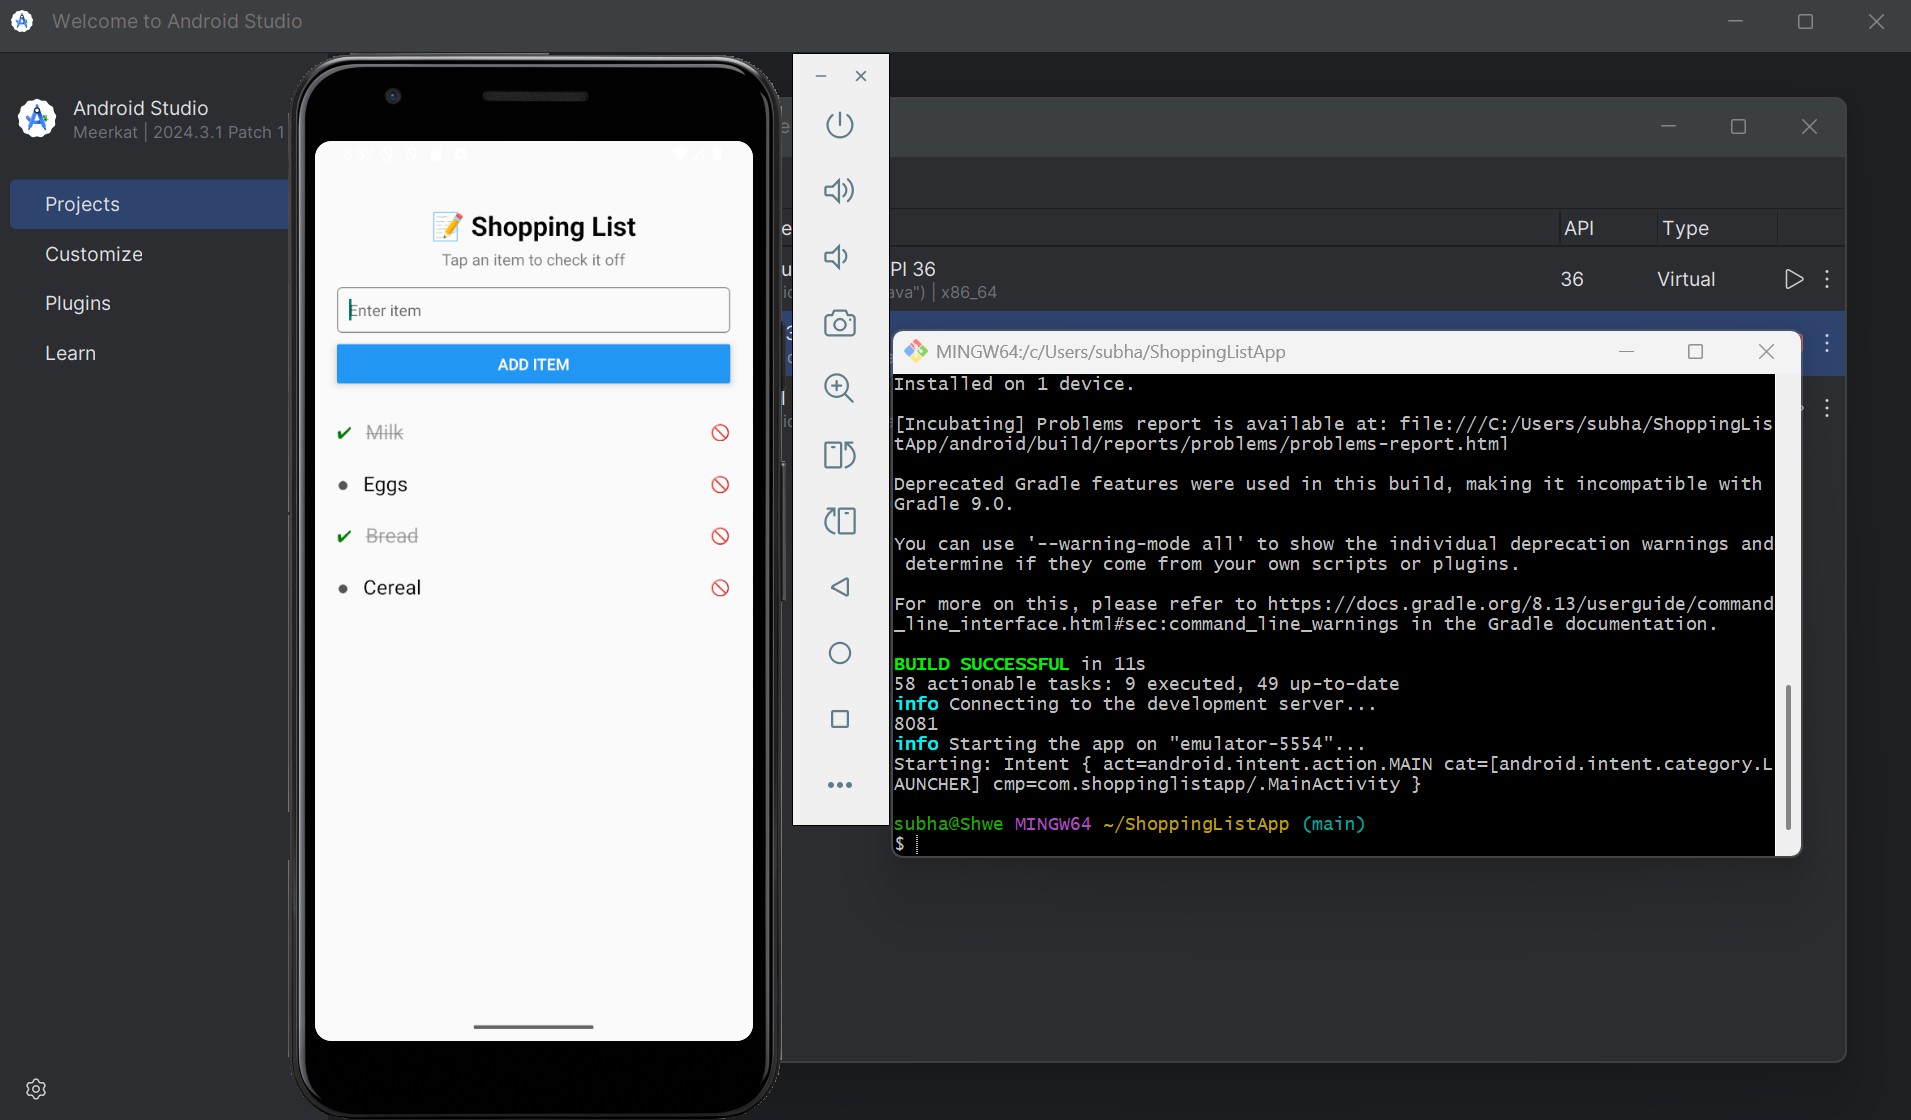 Welcome to Android Studio
Android Studio
Meerkat | 2024.3.1 Patch 1
Projects
Customize
Plugins
Learn
📝 Shopping List
Tap an item to check it off
Enter item
ADD ITEM
✔ Milk
● Eggs
✔ Bread
● Cereal
API Type
PI 36
36 Virtual
ava") | x86_64
MINGW64:/c/Users/subha/ShoppingListApp
Installed on 1 device.
[Incubating] Problems report is available at: file:///C:/Users/subha/ShoppingLis
tApp/android/build/reports/problems/problems-report.html
Deprecated Gradle features were used in this build, making it incompatible with
Gradle 9.0.
You can use '--warning-mode all' to show the individual deprecation warnings and
determine if they come from your own scripts or plugins.
For more on this, please refer to https://docs.gradle.org/8.13/userguide/command
_line_interface.html#sec:command_line_warnings in the Gradle documentation.
BUILD SUCCESSFUL in 11s
58 actionable tasks: 9 executed, 49 up-to-date
info Connecting to the development server...
8081
info Starting the app on "emulator-5554"...
Starting: Intent { act=android.intent.action.MAIN cat=[android.intent.category.L
AUNCHER] cmp=com.shoppinglistapp/.MainActivity }
subha@Shwe MINGW64 ~/ShoppingListApp (main)
$